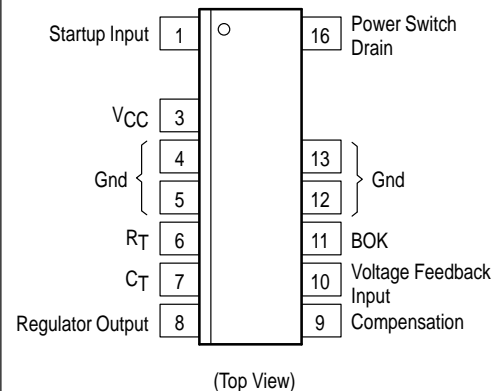 Startup Input 1
16 Power Switch
Drain
VCC 3
4 13
Gnd Gnd
5 12
RT 6
11 BOK
CT 7
10 Voltage Feedback
Input
Regulator Output 8
9 Compensation
(Top View)